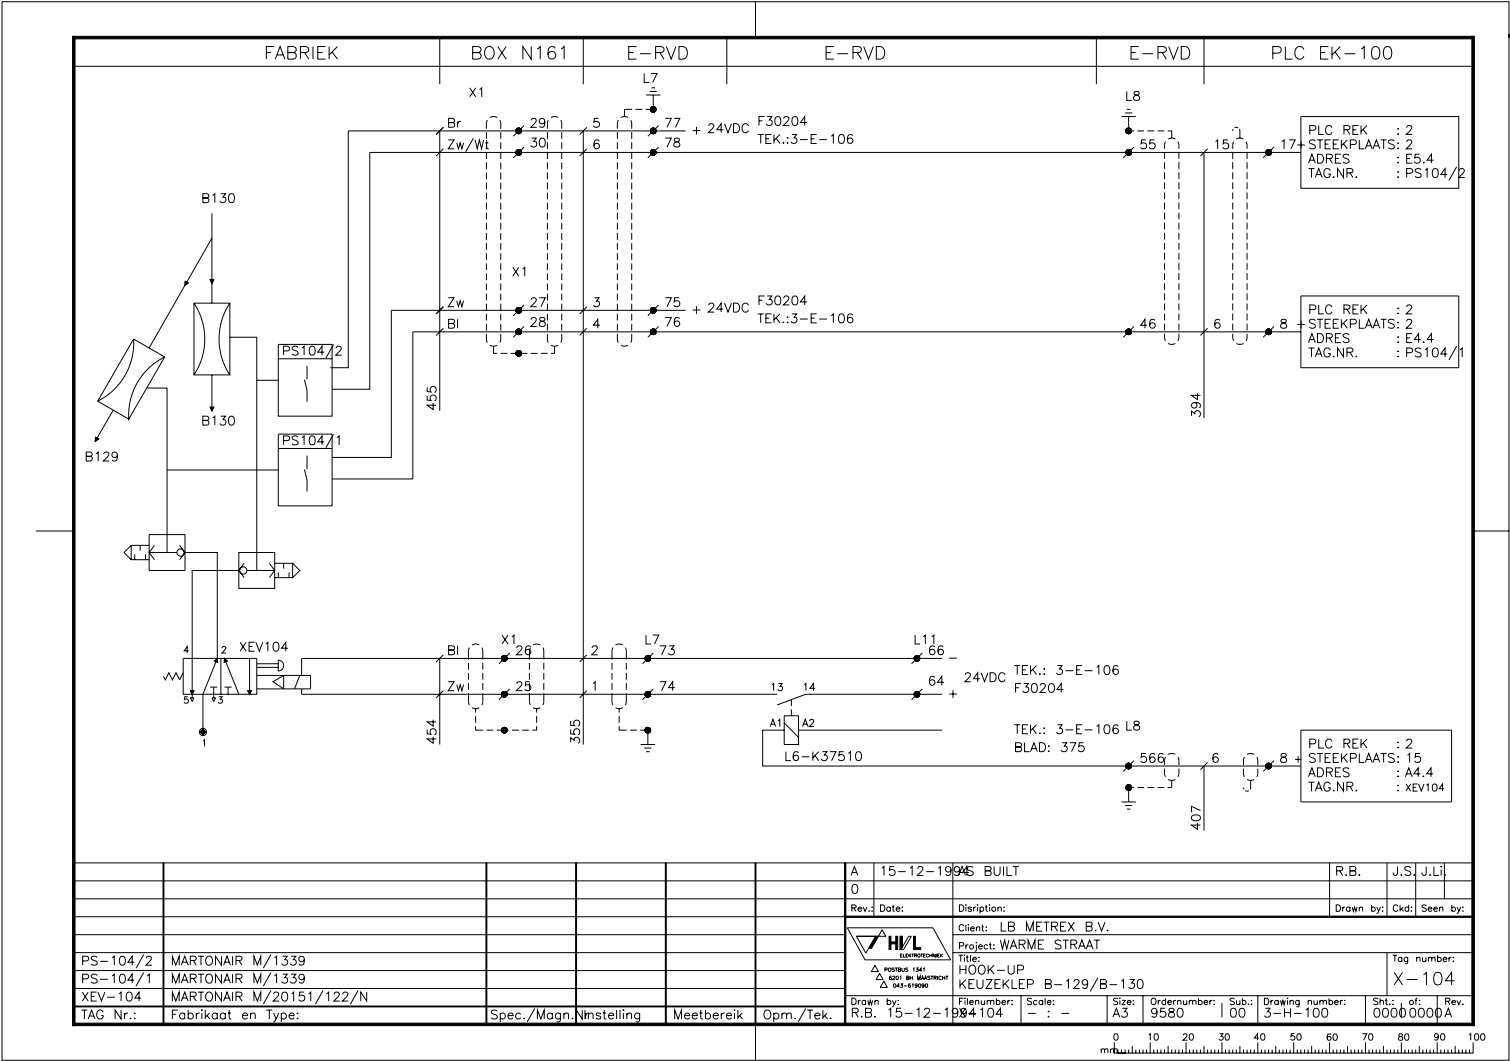 FABRIEK BOX N161 E-RVD E-RVD E-RVD PLC EK-100
X1 L7 L8
Br 29 5 77 + 24VDC F30204
TEK.:3-E-106
Zw/Wt 30 6 78 55 15 17+
PLC REK : 2
STEEKPLAATS: 2
ADRES : E5.4
TAG.NR. : PS104/2
B130
X1
Zw 27 3 75 + 24VDC F30204
TEK.:3-E-106
Bl 28 4 76 46 6 8 +
PLC REK : 2
STEEKPLAATS: 2
ADRES : E4.4
TAG.NR. : PS104/1
PS104/2
455
394
B130
PS104/1
B129
4 2 XEV104
5 3
1
X1 L7 L11
Bl 26 2 73 66 -
24VDC TEK.: 3-E-106
F30204
Zw 25 1 74 13 14 64 +
454
355
A1 A2
TEK.: 3-E-106 L8
BLAD: 375
L6-K37510
566 6 8 +
PLC REK : 2
STEEKPLAATS: 15
ADRES : A4.4
TAG.NR. : XEV104
407
A 15-12-1994 AS BUILT R.B. J.S. J.Li.
0
Rev.: Date: Disription: Drawn by: Ckd: Seen by:
HVL
ELEKTROTECHNIEK
POSTBUS 1341
6201 BH MAASTRICHT
043-619090
Client: LB METREX B.V.
Project: WARME STRAAT
Title:
HOOK-UP
KEUZEKLEP B-129/B-130
Tag number:
X-104
Drawn by: Filenumber: Scale: Size: Ordernumber: Sub.: Drawing number: Sht.: of: Rev.
R.B. 15-12-1994 X-104 - : - A3 9580 00 3-H-100 0000 0000 A
PS-104/2 MARTONAIR M/1339
PS-104/1 MARTONAIR M/1339
XEV-104 MARTONAIR M/20151/122/N
TAG Nr.: Fabrikaat en Type: Spec./Magn.Nr. Instelling Meetbereik Opm./Tek.
0 10 20 30 40 50 60 70 80 90 100
mm